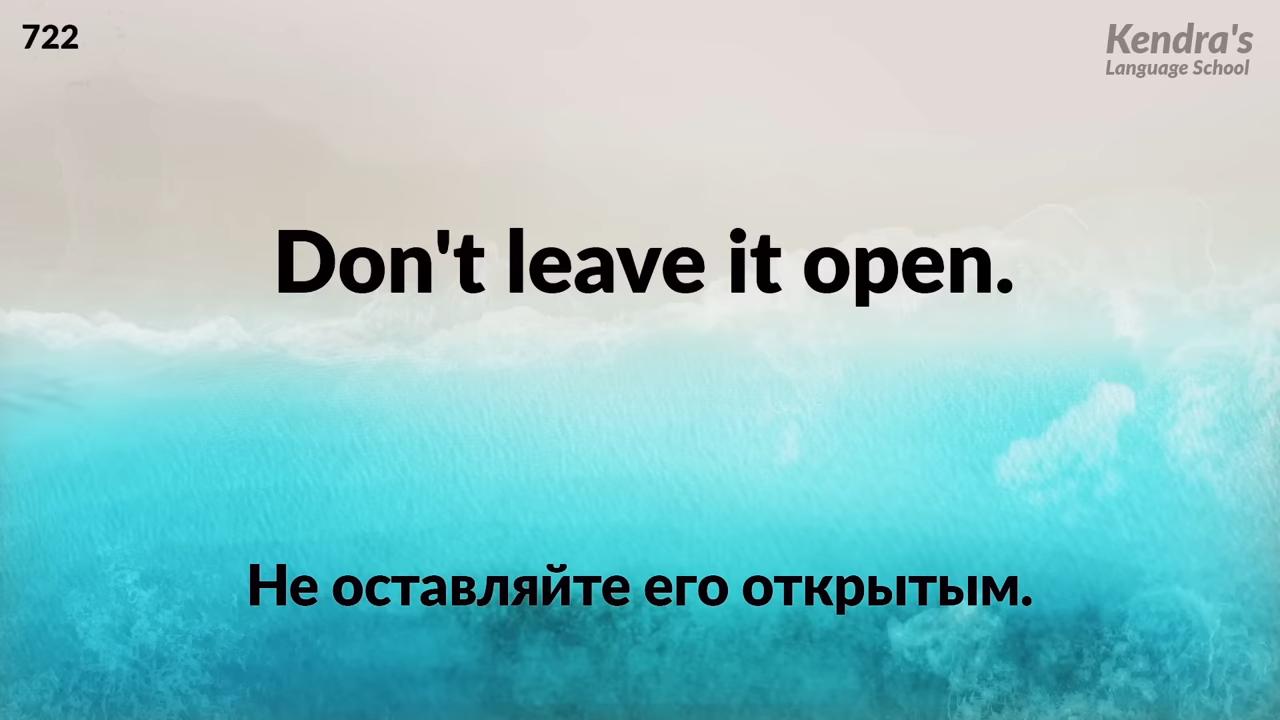 722
Kendra's
Language School
Don't leave it open.
Не оставляйте его открытым.